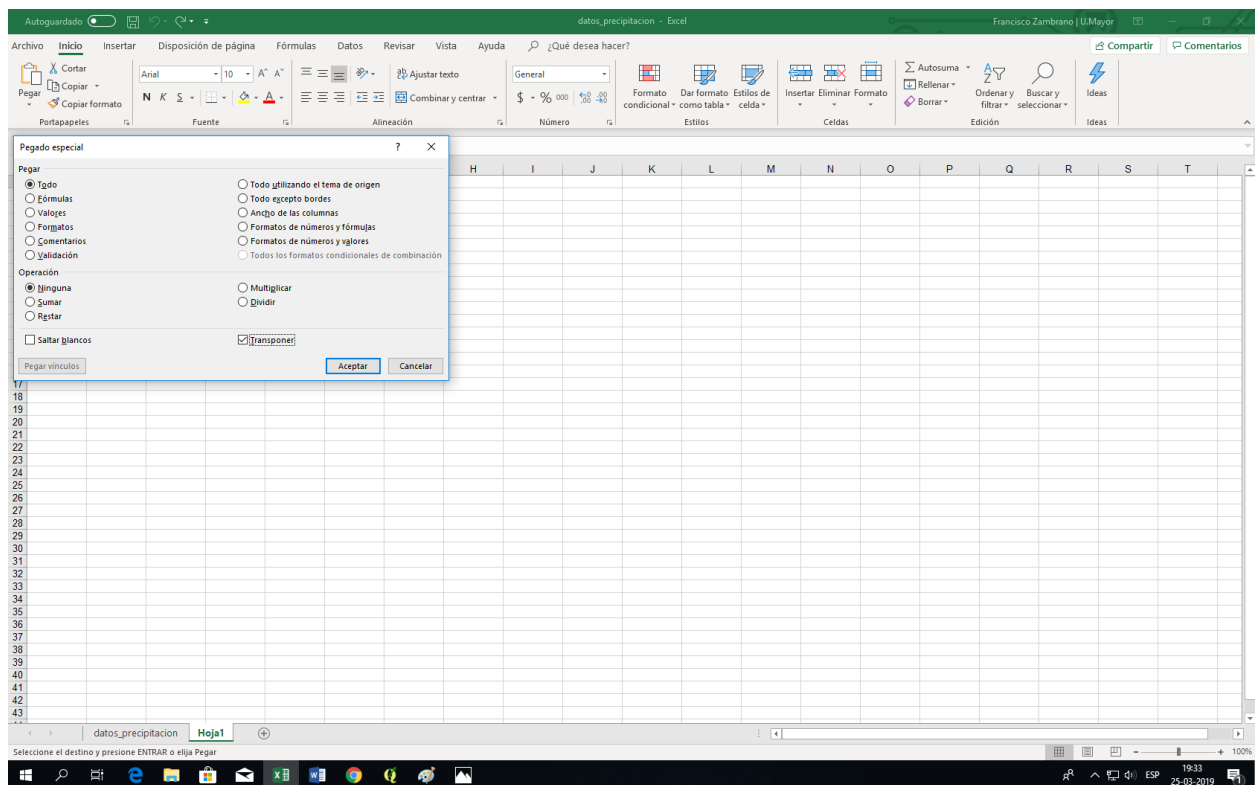 Autoguardado
datos_precipitacion - Excel
Francisco Zambrano | U.Mayor
Archivo Inicio Insertar Disposición de página Fórmulas Datos Revisar Vista Ayuda ¿Qué desea hacer? Compartir Comentarios
Pegar
Cortar
Copiar
Copiar formato
Portapapeles
Arial 10 A A
N K S A
Fuente
Ajustar texto
Combinar y centrar
Alineación
General
$ % 000
Número
Formato condicional
Dar formato como tabla
Estilos de celda
Estilos
Insertar Eliminar Formato
Celdas
Autosuma
Rellenar
Borrar
Ordenar y filtrar
Buscar y seleccionar
Edición
Ideas
Ideas
Pegado especial ? X
Pegar
Todo
Fórmulas
Valores
Formatos
Comentarios
Validación
Todo utilizando el tema de origen
Todo excepto bordes
Ancho de las columnas
Formatos de números y fórmulas
Formatos de números y valores
Todos los formatos condicionales de combinación
Operación
Ninguna
Sumar
Restar
Multiplicar
Dividir
Saltar blancos
Transponer
Pegar vínculos
Aceptar
Cancelar
H I J K L M N O P Q R S T
17
18
19
20
21
22
23
24
25
26
27
28
29
30
31
32
33
34
35
36
37
38
39
40
41
42
43
datos_precipitacion Hoja1
Seleccione el destino y presione ENTRAR o elija Pegar
100%
ESP
19:33
25-03-2019